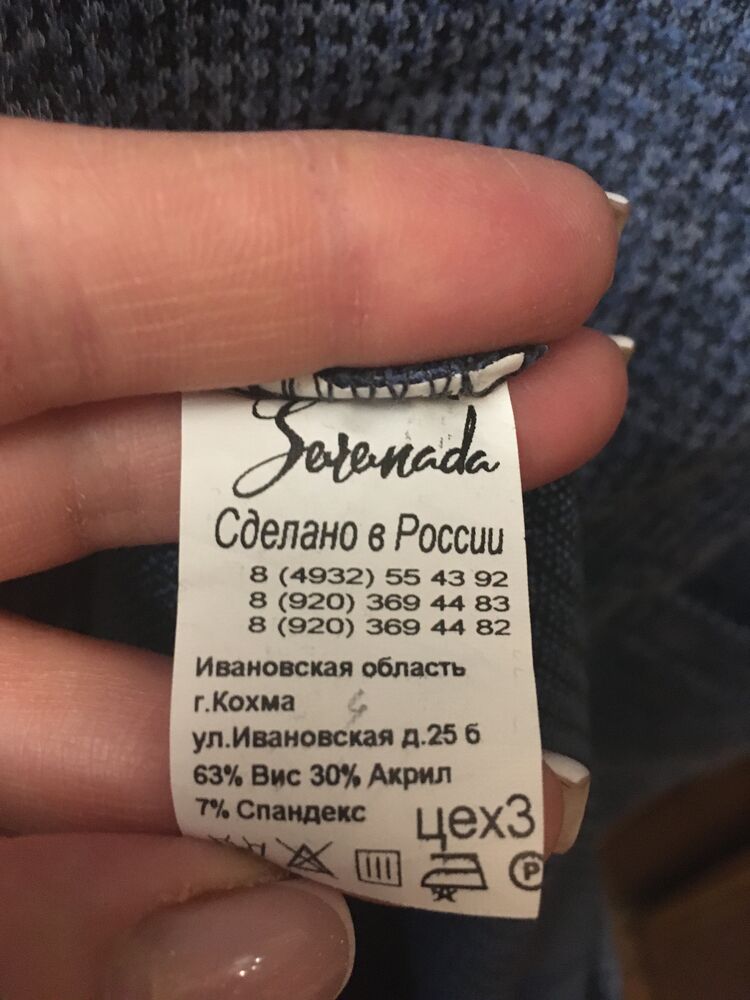 Serenada
Сделано в России
8 (4932) 55 43 92
8 (920) 369 44 83
8 (920) 369 44 82
Ивановская область
г.Кохма
ул.Ивановская д.25 б
63% Вис 30% Акрил
7% Спандекс
цех3
P